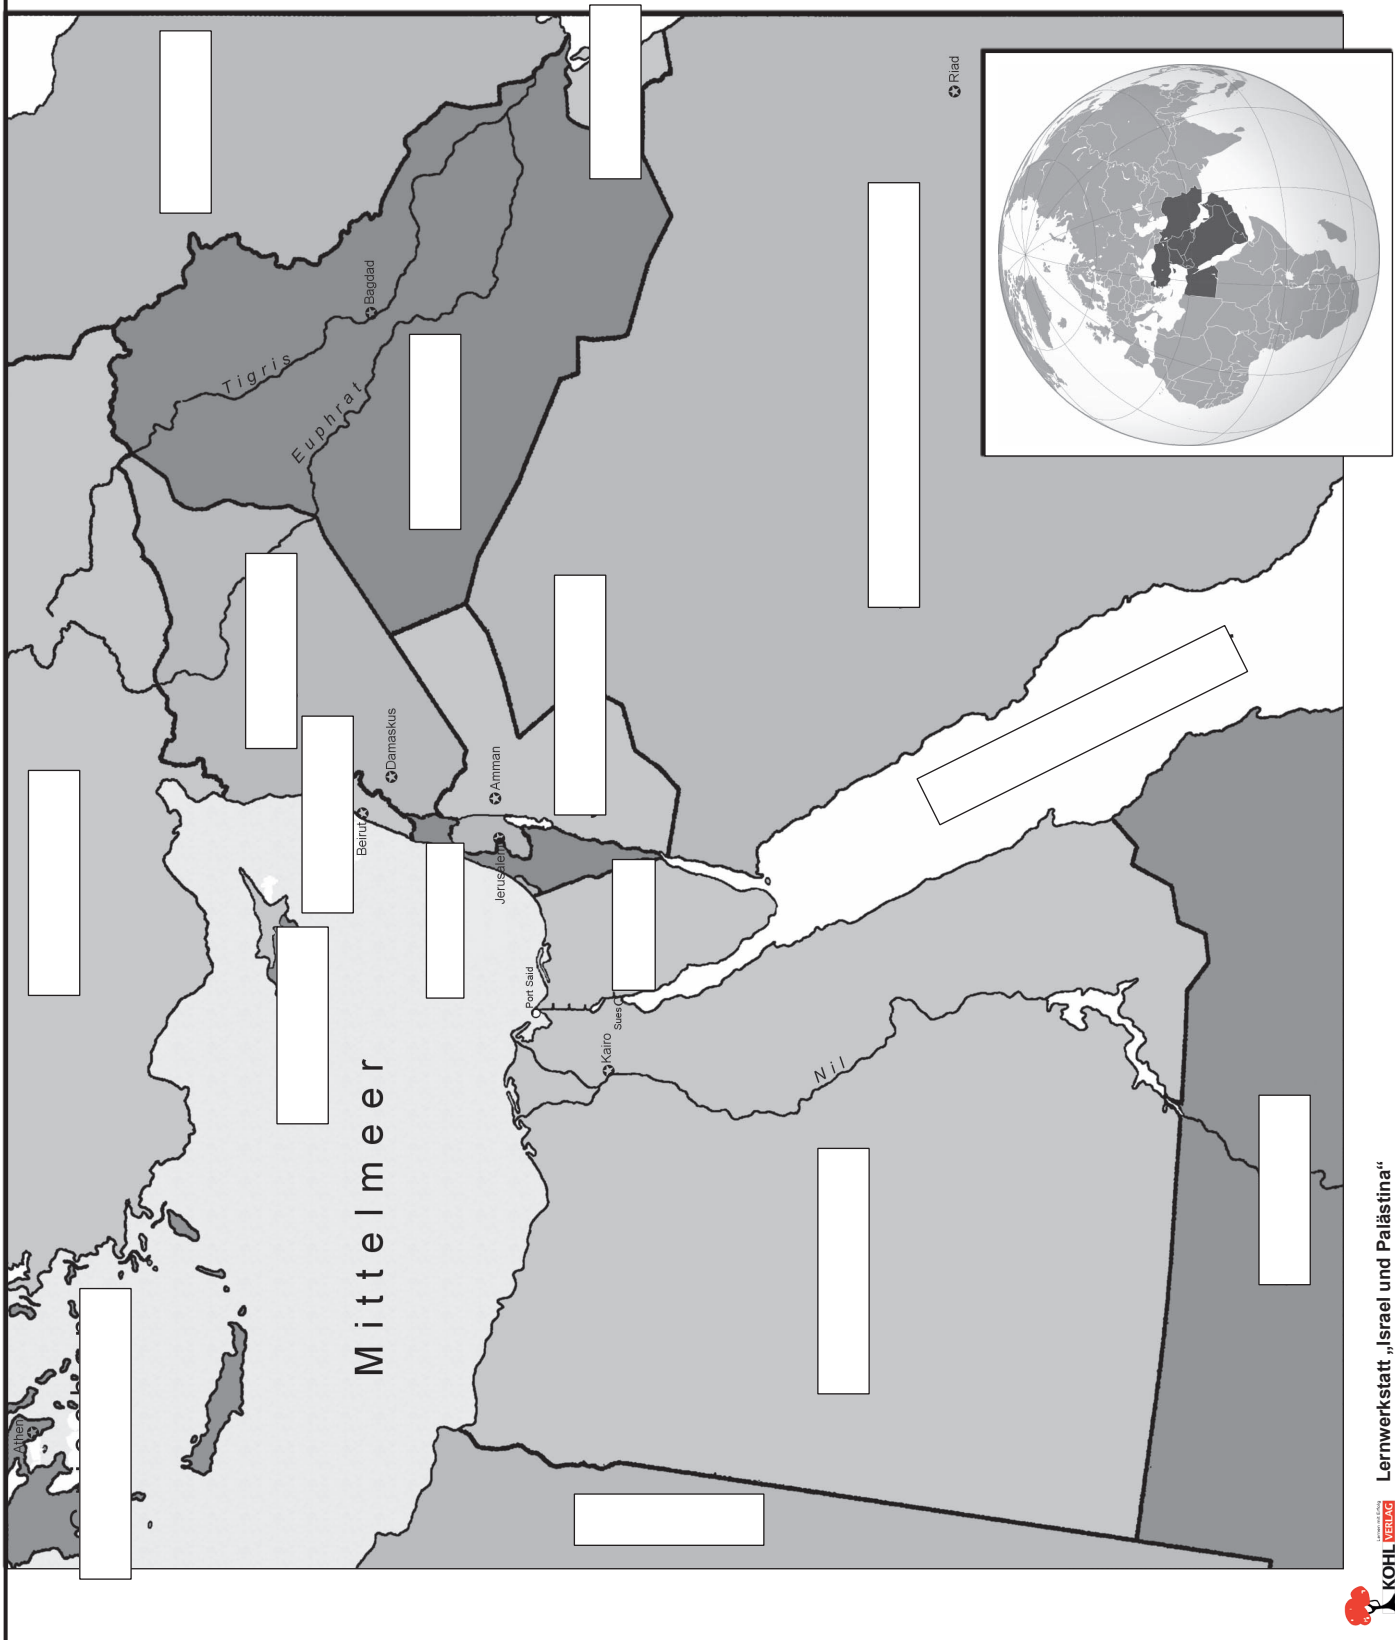 Athen
Mittelmeer
Port Said
Sues
Kairo
Nil
Beirut
Damaskus
Jerusalem
Amman
Euphrat
Tigris
Bagdad
Riad
KOHL VERLAG
Lernwerkstatt „Israel und Palästina“